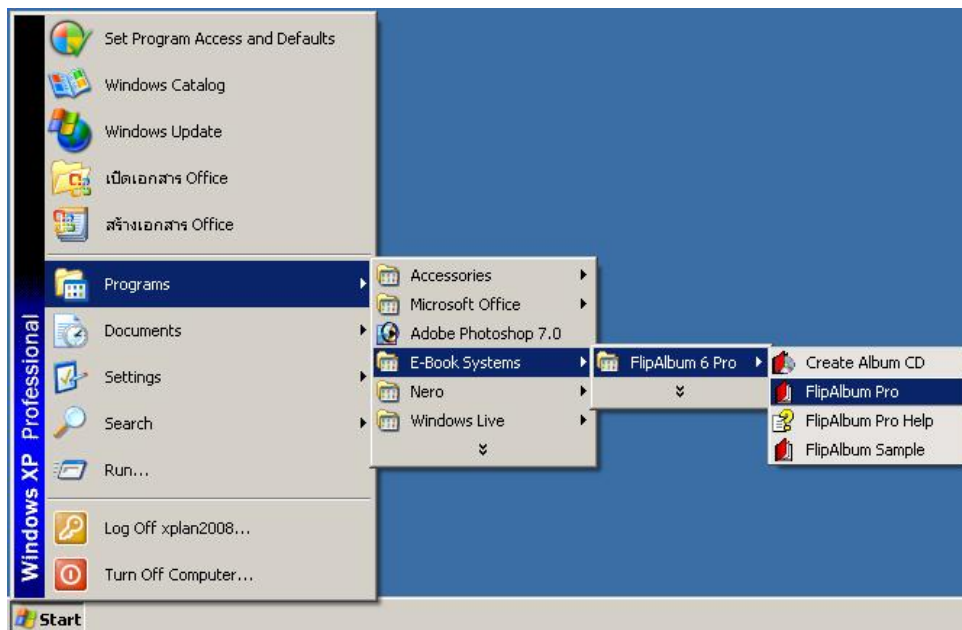 Set Program Access and Defaults
Windows Catalog
Windows Update
เปิดเอกสาร Office
สร้างเอกสาร Office
Programs
Documents
Settings
Search
Run...
Log Off xplan2008...
Turn Off Computer...
Windows XP Professional
Start
Accessories
Microsoft Office
Adobe Photoshop 7.0
E-Book Systems
Nero
Windows Live
FlipAlbum 6 Pro
Create Album CD
FlipAlbum Pro
FlipAlbum Pro Help
FlipAlbum Sample